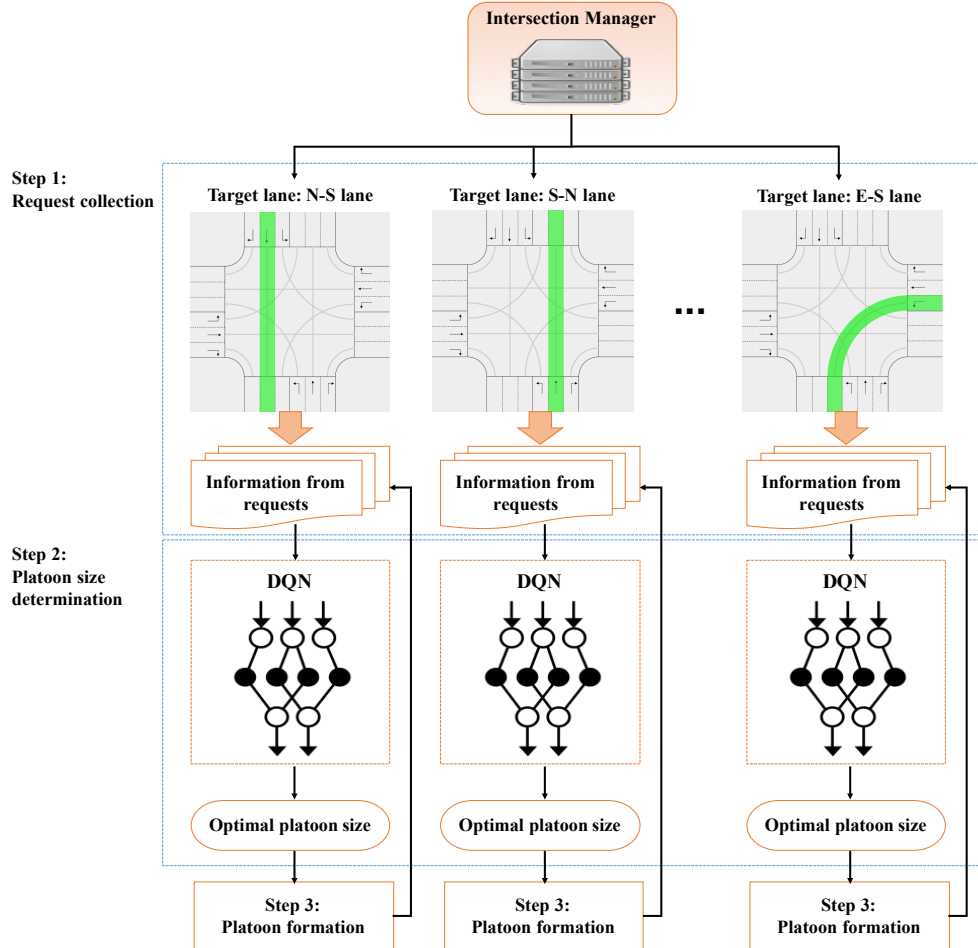 Intersection Manager
Step 1:
Request collection
Target lane: N-S lane
Target lane: S-N lane
Target lane: E-S lane
...
Information from
requests
Information from
requests
Information from
requests
Step 2:
Platoon size
determination
DQN
DQN
DQN
Optimal platoon size
Optimal platoon size
Optimal platoon size
Step 3:
Platoon formation
Step 3:
Platoon formation
Step 3:
Platoon formation